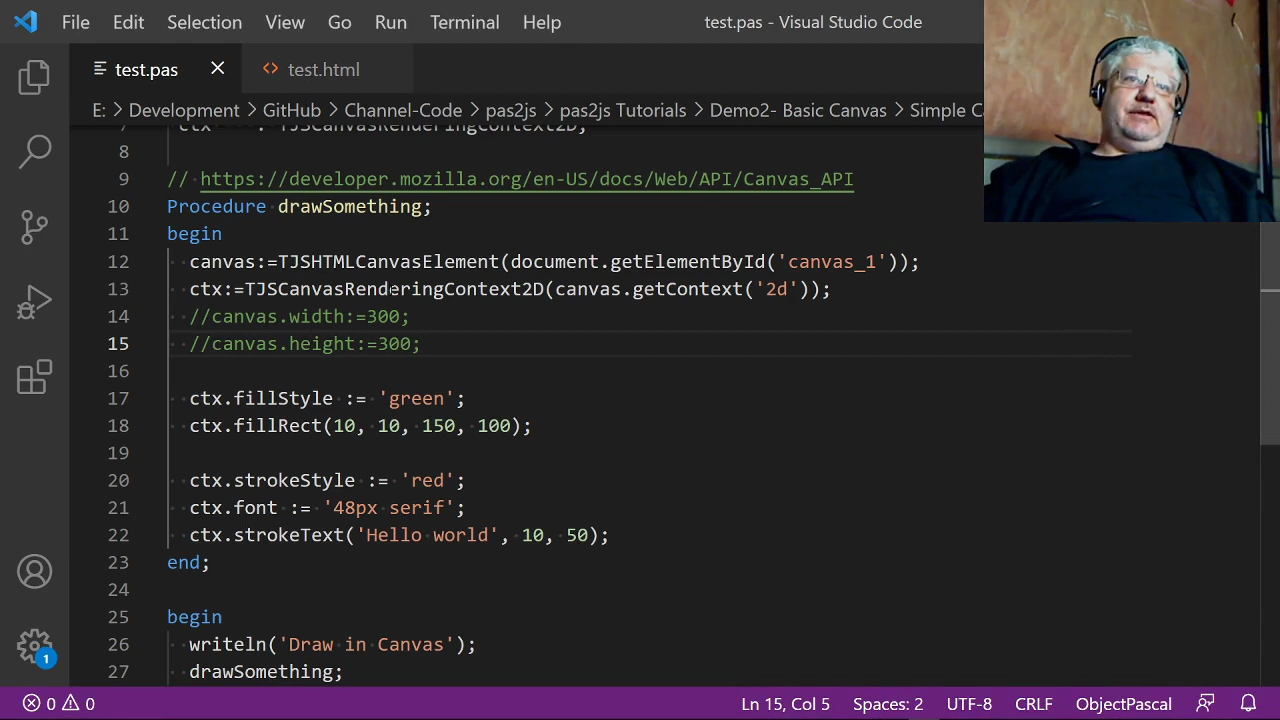 File Edit Selection View Go Run Terminal Help test.pas - Visual Studio Code
test.pas test.html
E: > Development > GitHub > Channel-Code > pas2js > pas2js Tutorials > Demo2- Basic Canvas > Simple C
7 ctx : TJSCanvasRenderingContext2D;
8
9 // https://developer.mozilla.org/en-US/docs/Web/API/Canvas_API
10 Procedure drawSomething;
11 begin
12 canvas:=TJSHTMLCanvasElement(document.getElementById('canvas_1'));
13 ctx:=TJSCanvasRenderingContext2D(canvas.getContext('2d'));
14 //canvas.width:=300;
15 //canvas.height:=300;
16
17 ctx.fillStyle := 'green';
18 ctx.fillRect(10, 10, 150, 100);
19
20 ctx.strokeStyle := 'red';
21 ctx.font := '48px serif';
22 ctx.strokeText('Hello world', 10, 50);
23 end;
24
25 begin
26 writeln('Draw in Canvas');
27 drawSomething;
1
0 0 Ln 15, Col 5 Spaces: 2 UTF-8 CRLF ObjectPascal